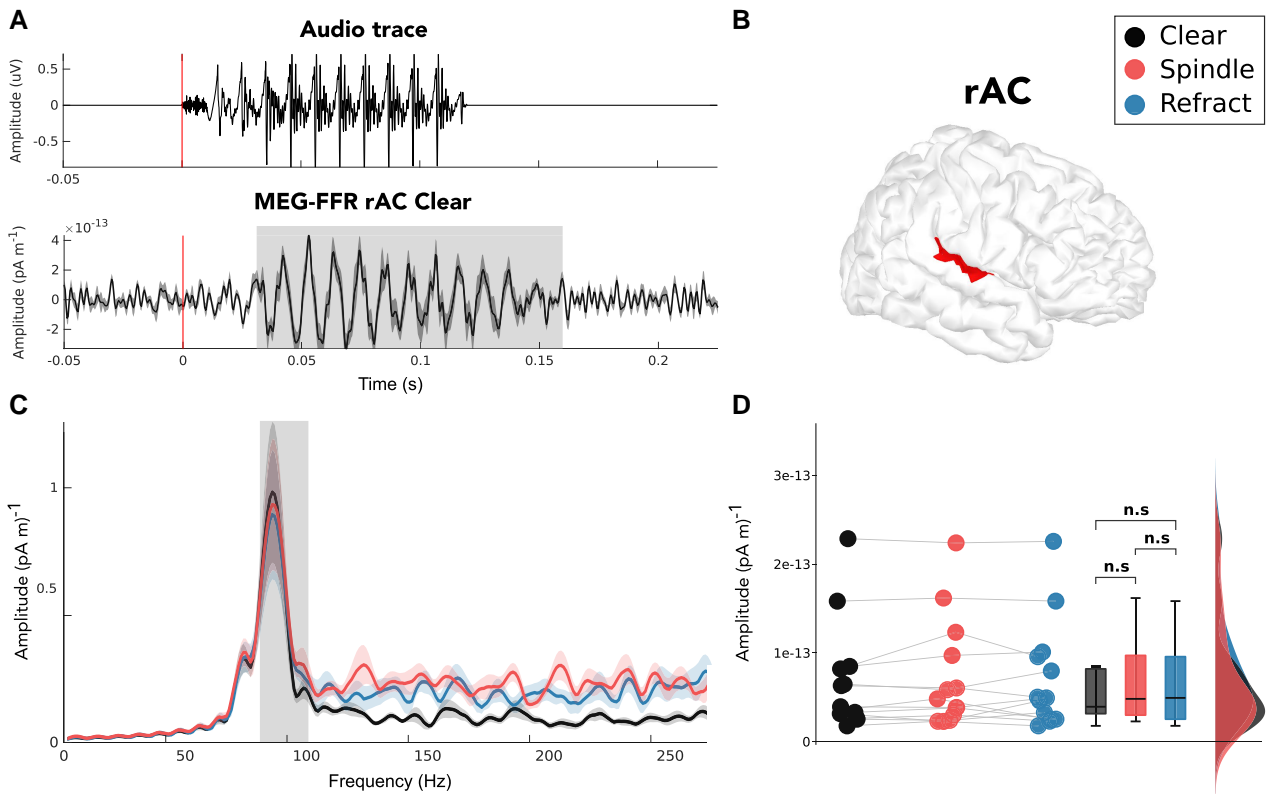 A
Audio trace
Amplitude (uV)
0.5
0
-0.5
-0.05
MEG-FFR rAC Clear
×10-13
Amplitude (pA m-1)
4
2
0
-2
-0.05
0
0.05
0.1
0.15
0.2
Time (s)
B
rAC
Clear
Spindle
Refract
C
Amplitude (pA m)-1
1
0.5
0
0
50
100
150
200
250
Frequency (Hz)
D
Amplitude (pA m)-1
3e-13
2e-13
1e-13
0
n.s
n.s
n.s